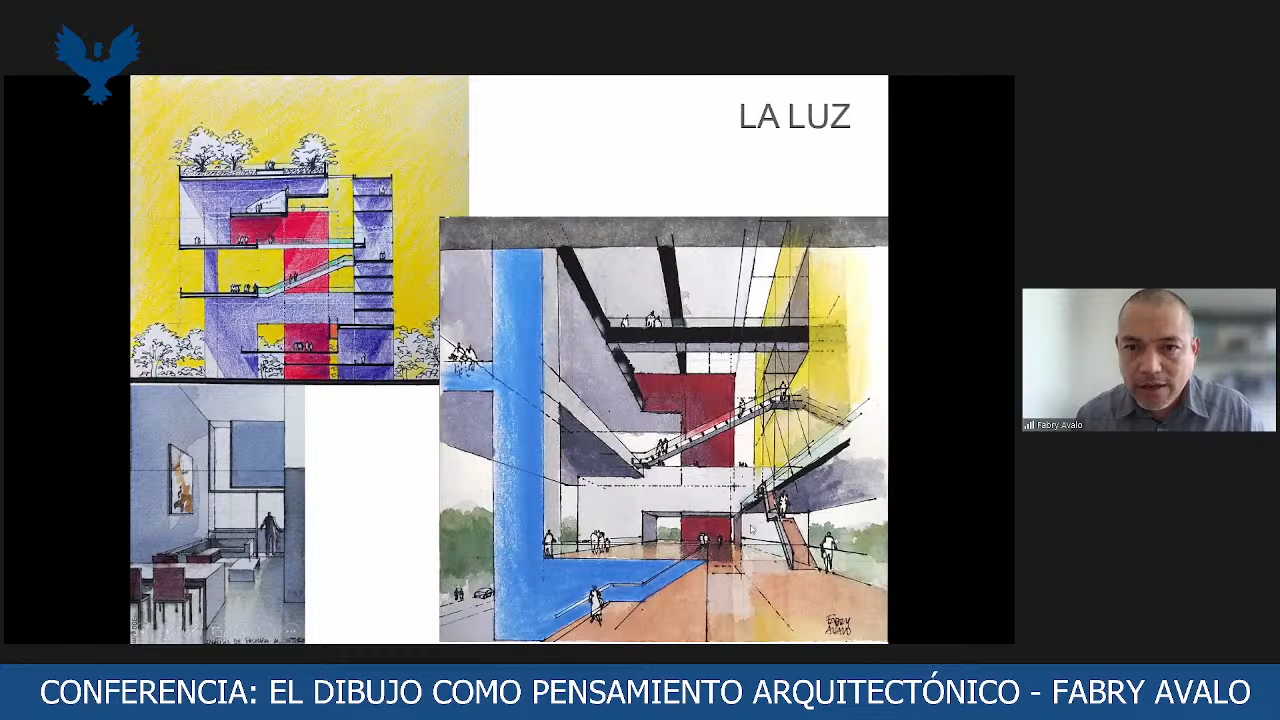 LA LUZ
Fabry Avalo
FABRY
AVALO
CONFERENCIA: EL DIBUJO COMO PENSAMIENTO ARQUITECTÓNICO - FABRY AVALO